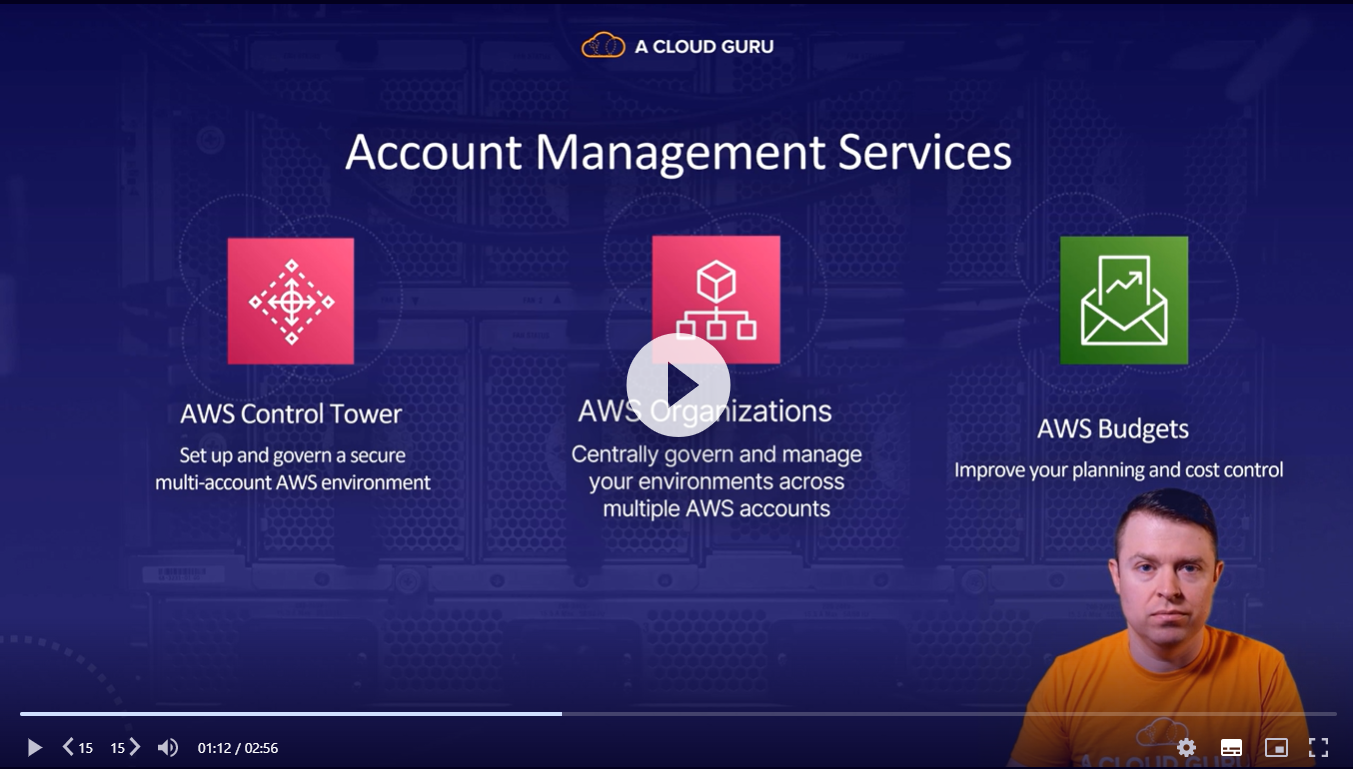 A CLOUD GURU
Account Management Services
AWS Control Tower
Set up and govern a secure
multi-account AWS environment
AWS Organizations
Centrally govern and manage
your environments across
multiple AWS accounts
AWS Budgets
Improve your planning and cost control
A CLOUD GURU
15 15 01:12 / 02:56